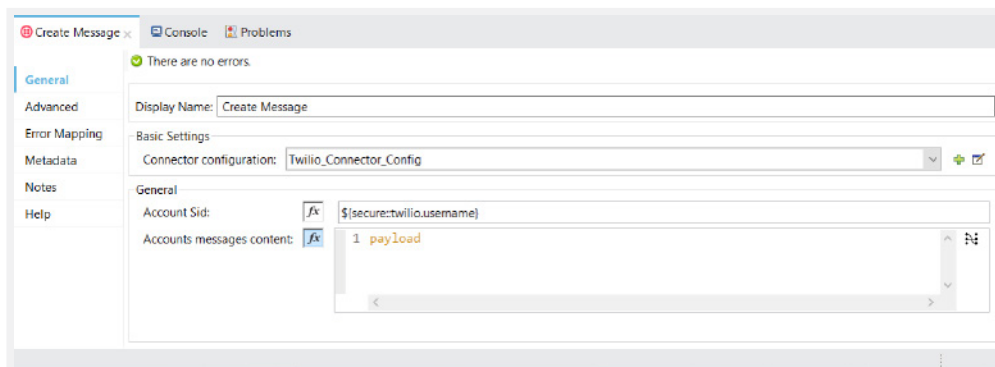 Create Message Console Problems
There are no errors.
General
Advanced
Display Name: Create Message
Error Mapping
Basic Settings
Metadata
Connector configuration: Twilio_Connector_Config
Notes
General
Help
Account Sid: fx ${secure::twilio.username}
Accounts messages content: fx 1 payload